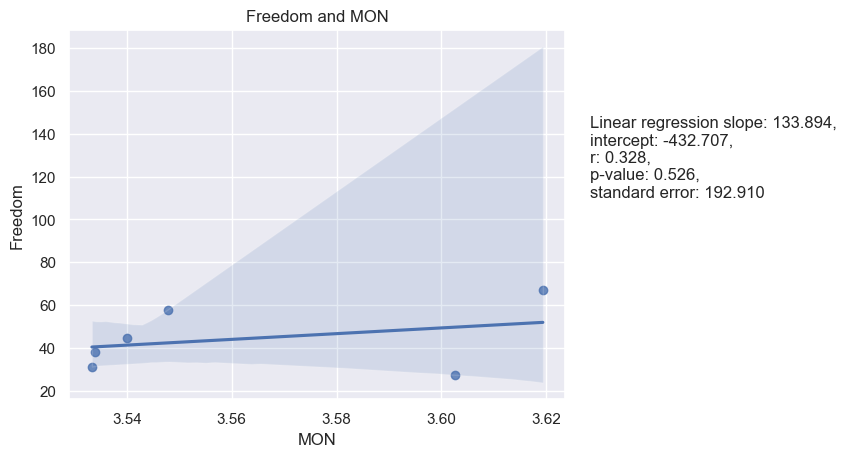 Freedom and MON
180
160
140
120
100
80
60
40
20
Freedom
3.54
3.56
3.58
3.60
3.62
MON
Linear regression slope: 133.894,
intercept: -432.707,
r: 0.328,
p-value: 0.526,
standard error: 192.910